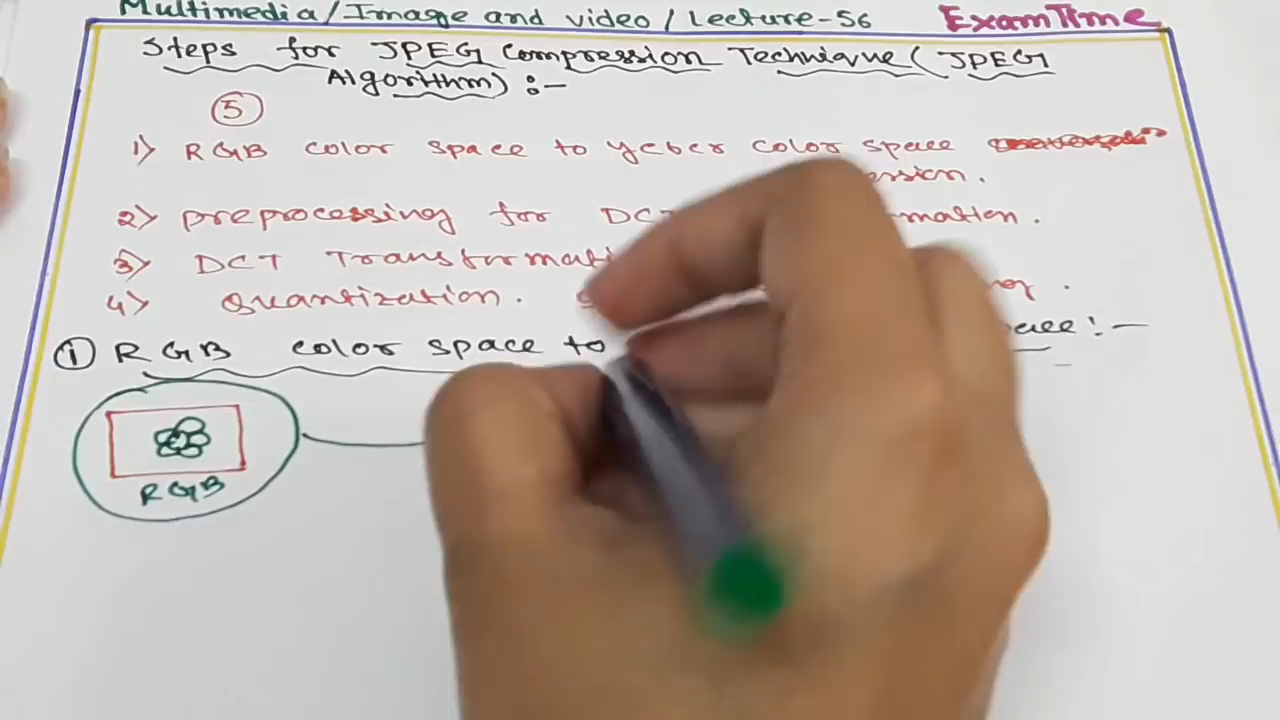 Multimedia/Image and video/Lecture-56 ExamTime
Steps for JPEG Compression Technique (JPEG
Algorithm) :-
5
1) RGB color space to ycbcr color space
2) preprocessing for DCT
3) DCT
4) Quantization.
① RGB color space to
RGB